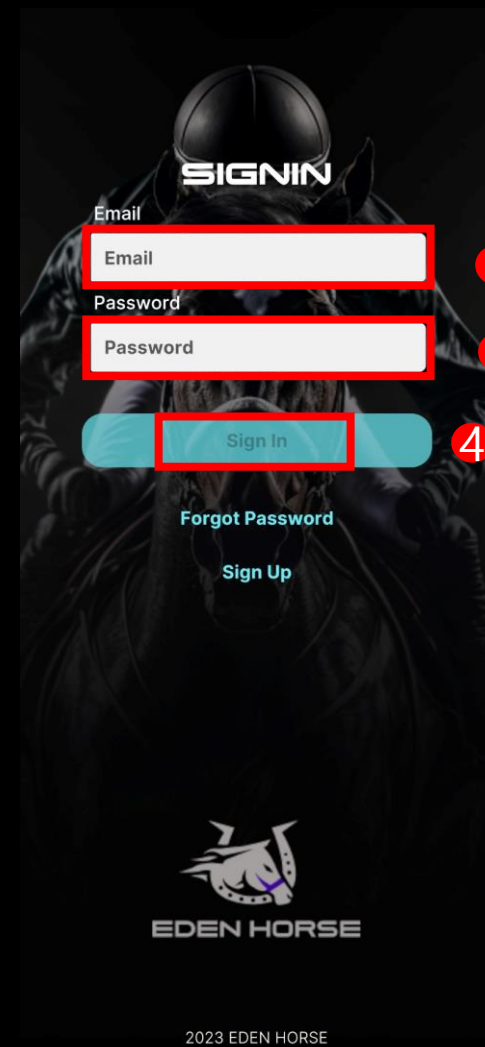 SIGNIN
Email
Email
Password
Password
Sign In
4
Forgot Password
Sign Up
EDEN HORSE
2023 EDEN HORSE